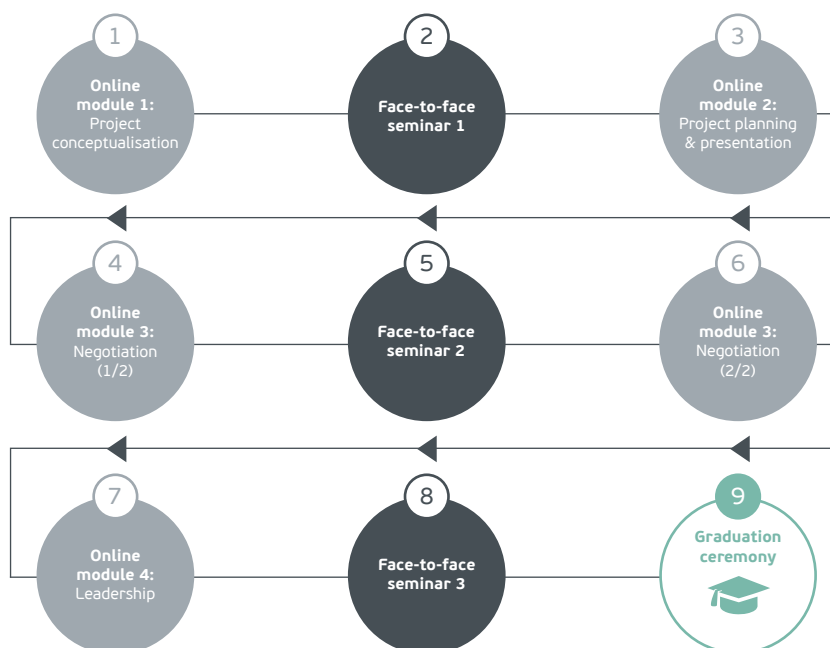 1
Online
module 1:
Project
conceptualisation
2
Face-to-face
seminar 1
3
Online
module 2:
Project planning
& presentation
4
Online
module 3:
Negotiation
(1/2)
5
Face-to-face
seminar 2
6
Online
module 3:
Negotiation
(2/2)
7
Online
module 4:
Leadership
8
Face-to-face
seminar 3
9
Graduation
ceremony